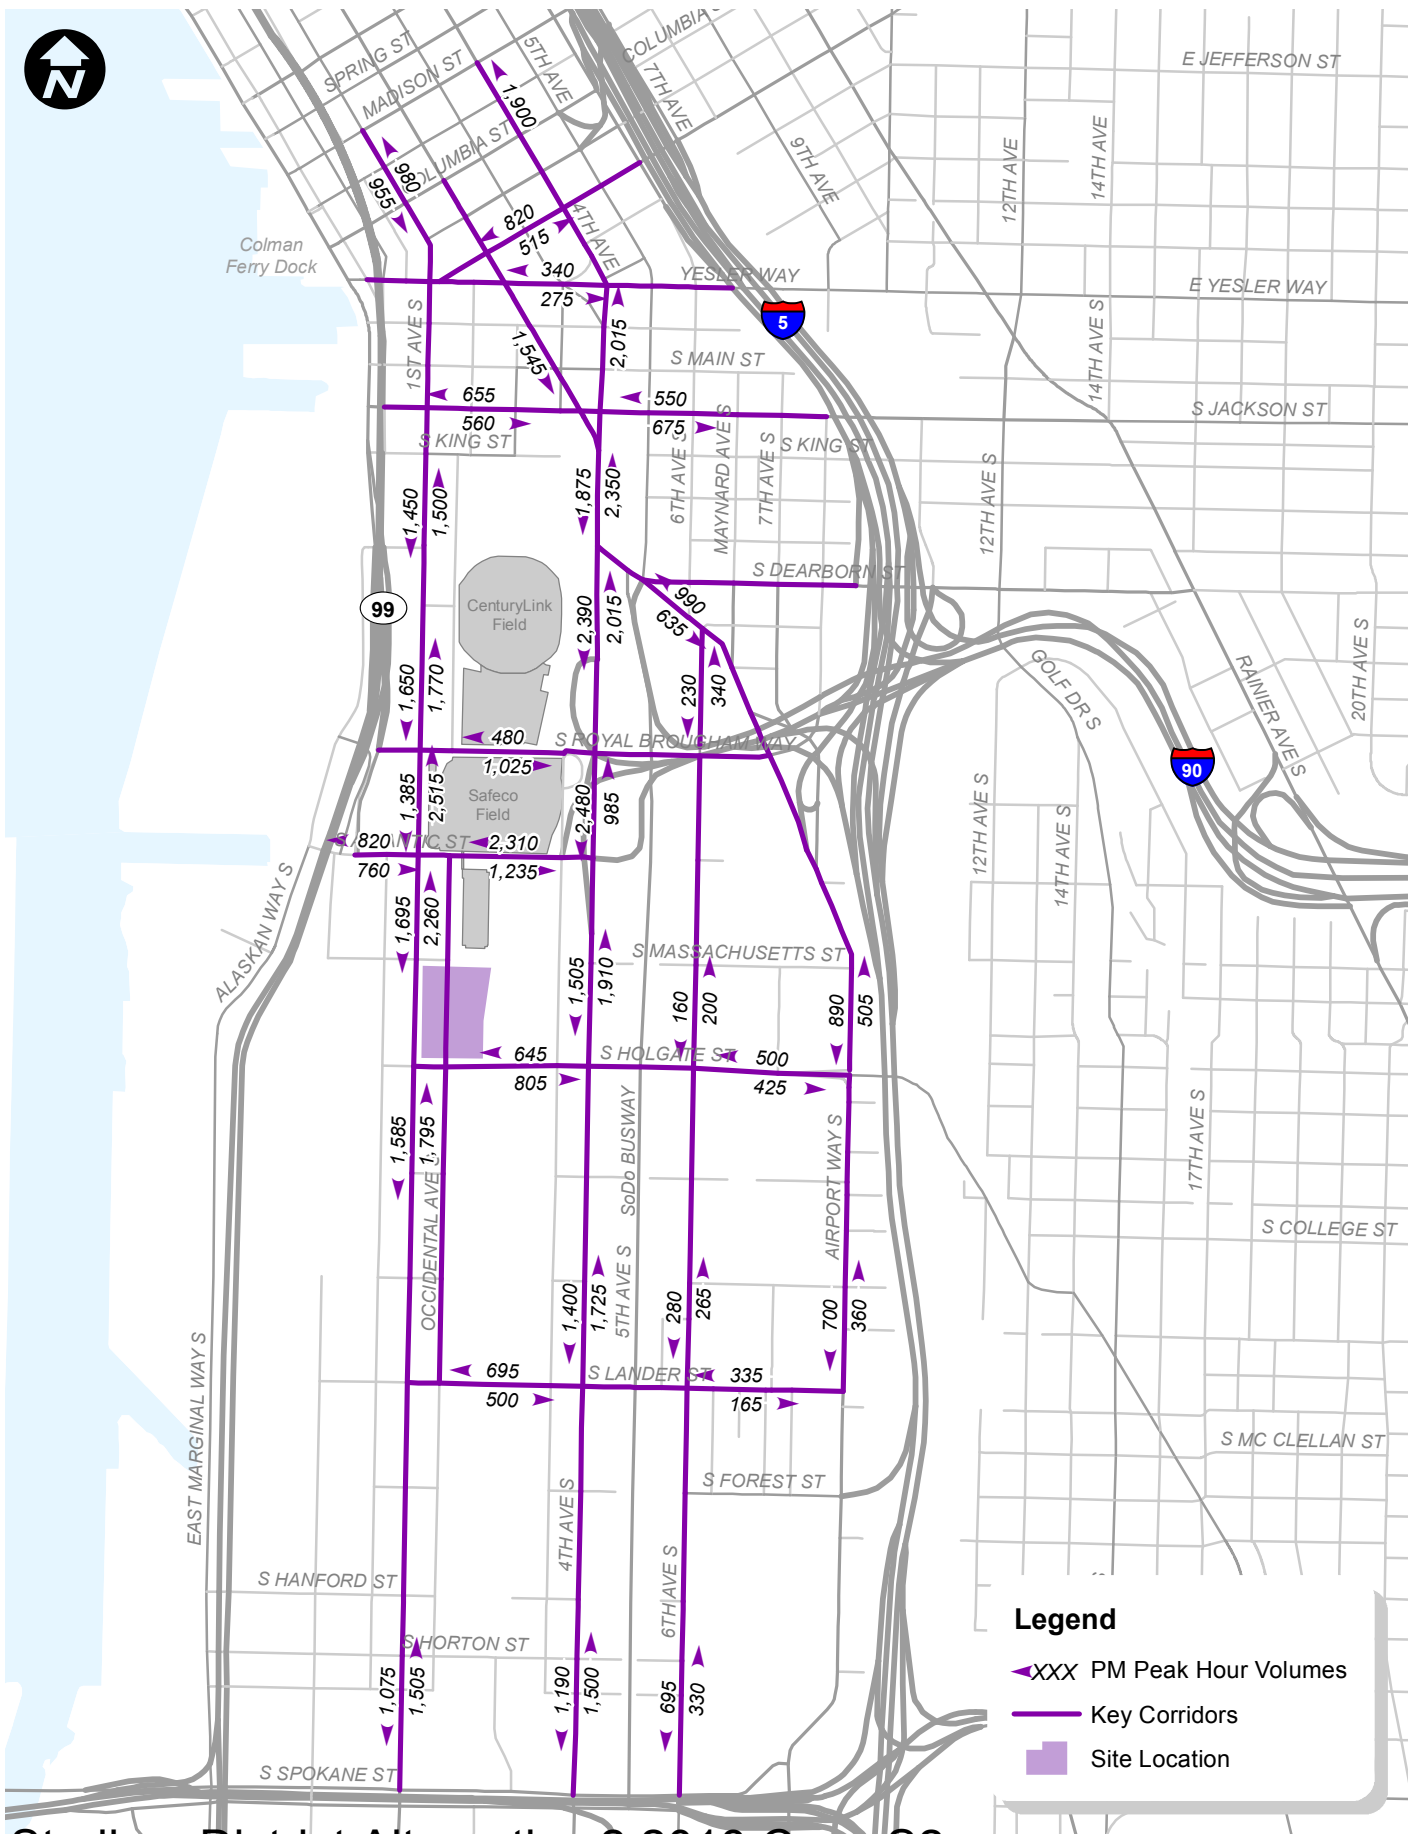 N
SPRING ST
MADISON ST
COLUMBIA ST
5TH AVE
COLUMBIA
7TH AVE
9TH AVE
4TH AVE
E JEFFERSON ST
12TH AVE
14TH AVE
1,900
980
955
820
515
Colman
Ferry Dock
340
275
YESLER WAY
E YESLER WAY
5
1ST AVE S
1,545
2,015
S MAIN ST
14TH AVE S
655
560
550
675
S JACKSON ST
S KING ST
S KING ST
6TH AVE S
MAYNARD AVE S
7TH AVE S
12TH AVE S
1,450
1,500
1,875
2,350
S DEARBORN ST
99
CenturyLink
Field
2,390
2,015
990
635
1,650
1,770
230
340
GOLF DR S
RAINIER AVE S
20TH AVE S
480
1,025
S ROYAL BROUGHAM WAY
90
1,385
2,515
Safeco
Field
2,480
985
12TH AVE S
14TH AVE S
820
760
S ATLANTIC ST
2,310
1,235
ALASKAN WAY S
1,695
2,260
S MASSACHUSETTS ST
1,505
1,910
160
200
890
505
645
805
S HOLGATE ST
500
425
1,585
1,795
OCCIDENTAL AVE S
SoDo BUSWAY
AIRPORT WAY S
17TH AVE S
S COLLEGE ST
5TH AVE S
1,400
1,725
280
265
700
360
EAST MARGINAL WAY S
695
500
S LANDER ST
335
165
S MC CLELLAN ST
S FOREST ST
4TH AVE S
6TH AVE S
S HANFORD ST
S HORTON ST
1,075
1,505
1,190
1,500
695
330
S SPOKANE ST
Legend
XXX PM Peak Hour Volumes
Key Corridors
Site Location